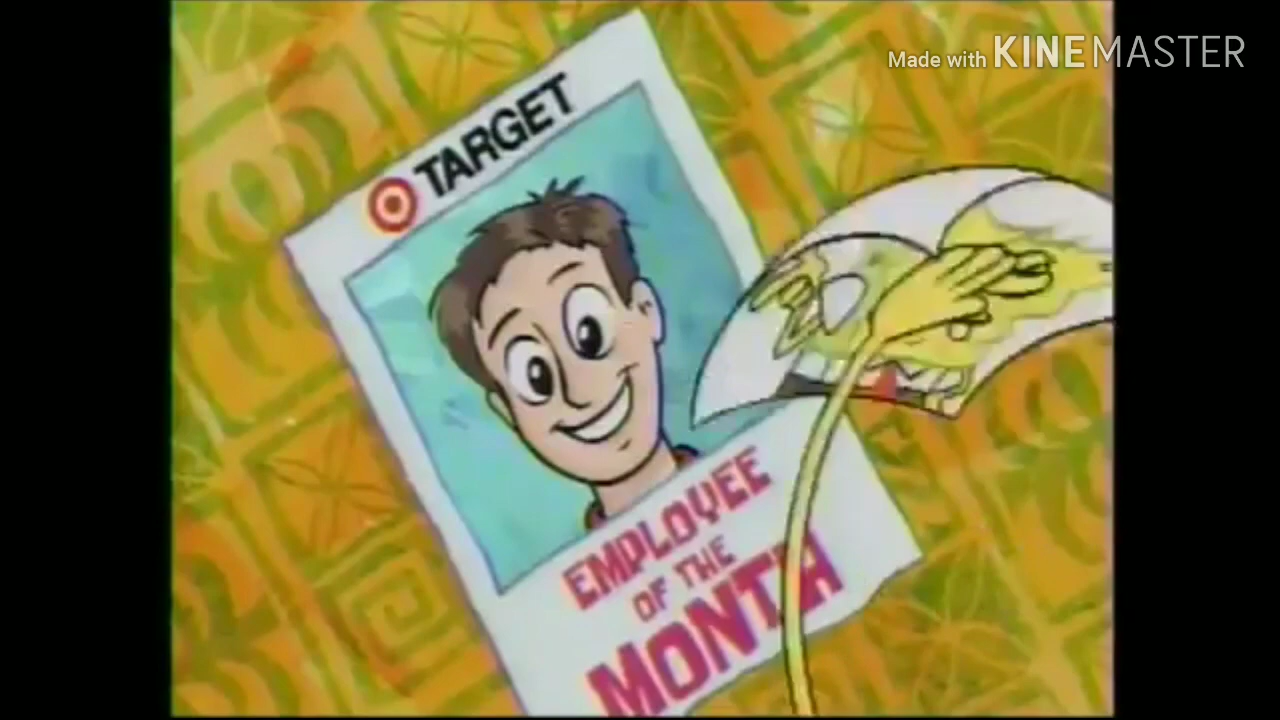 Made with KINEMASTER
TARGET
EMPLOYEE
OF THE
MONTH